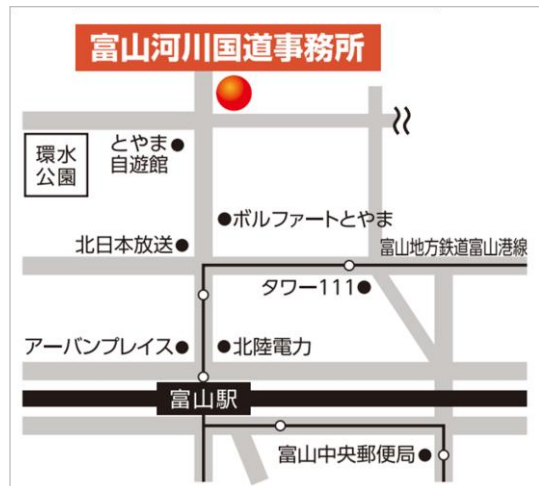 富山河川国道事務所
環水
公園
とやま
自遊館
ボルファートとやま
北日本放送
富山地方鉄道富山港線
タワー111
アーバンプレイス
北陸電力
富山駅
富山中央郵便局